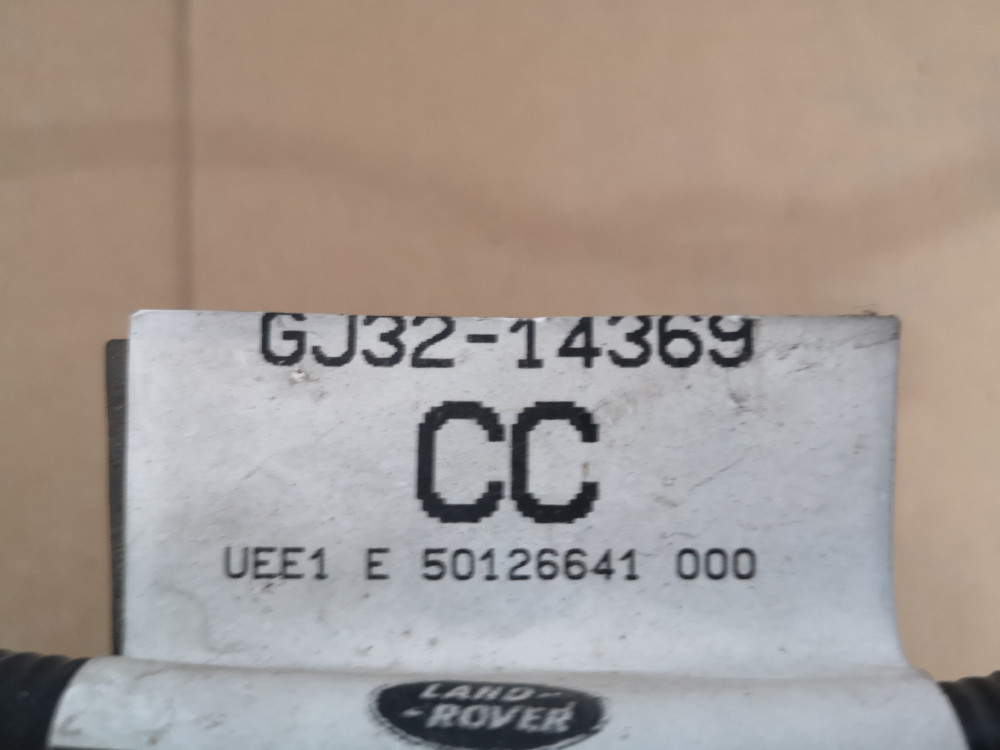 GJ32-14369
CC
UEE1 E 50126641 000
LAND-
-ROVER